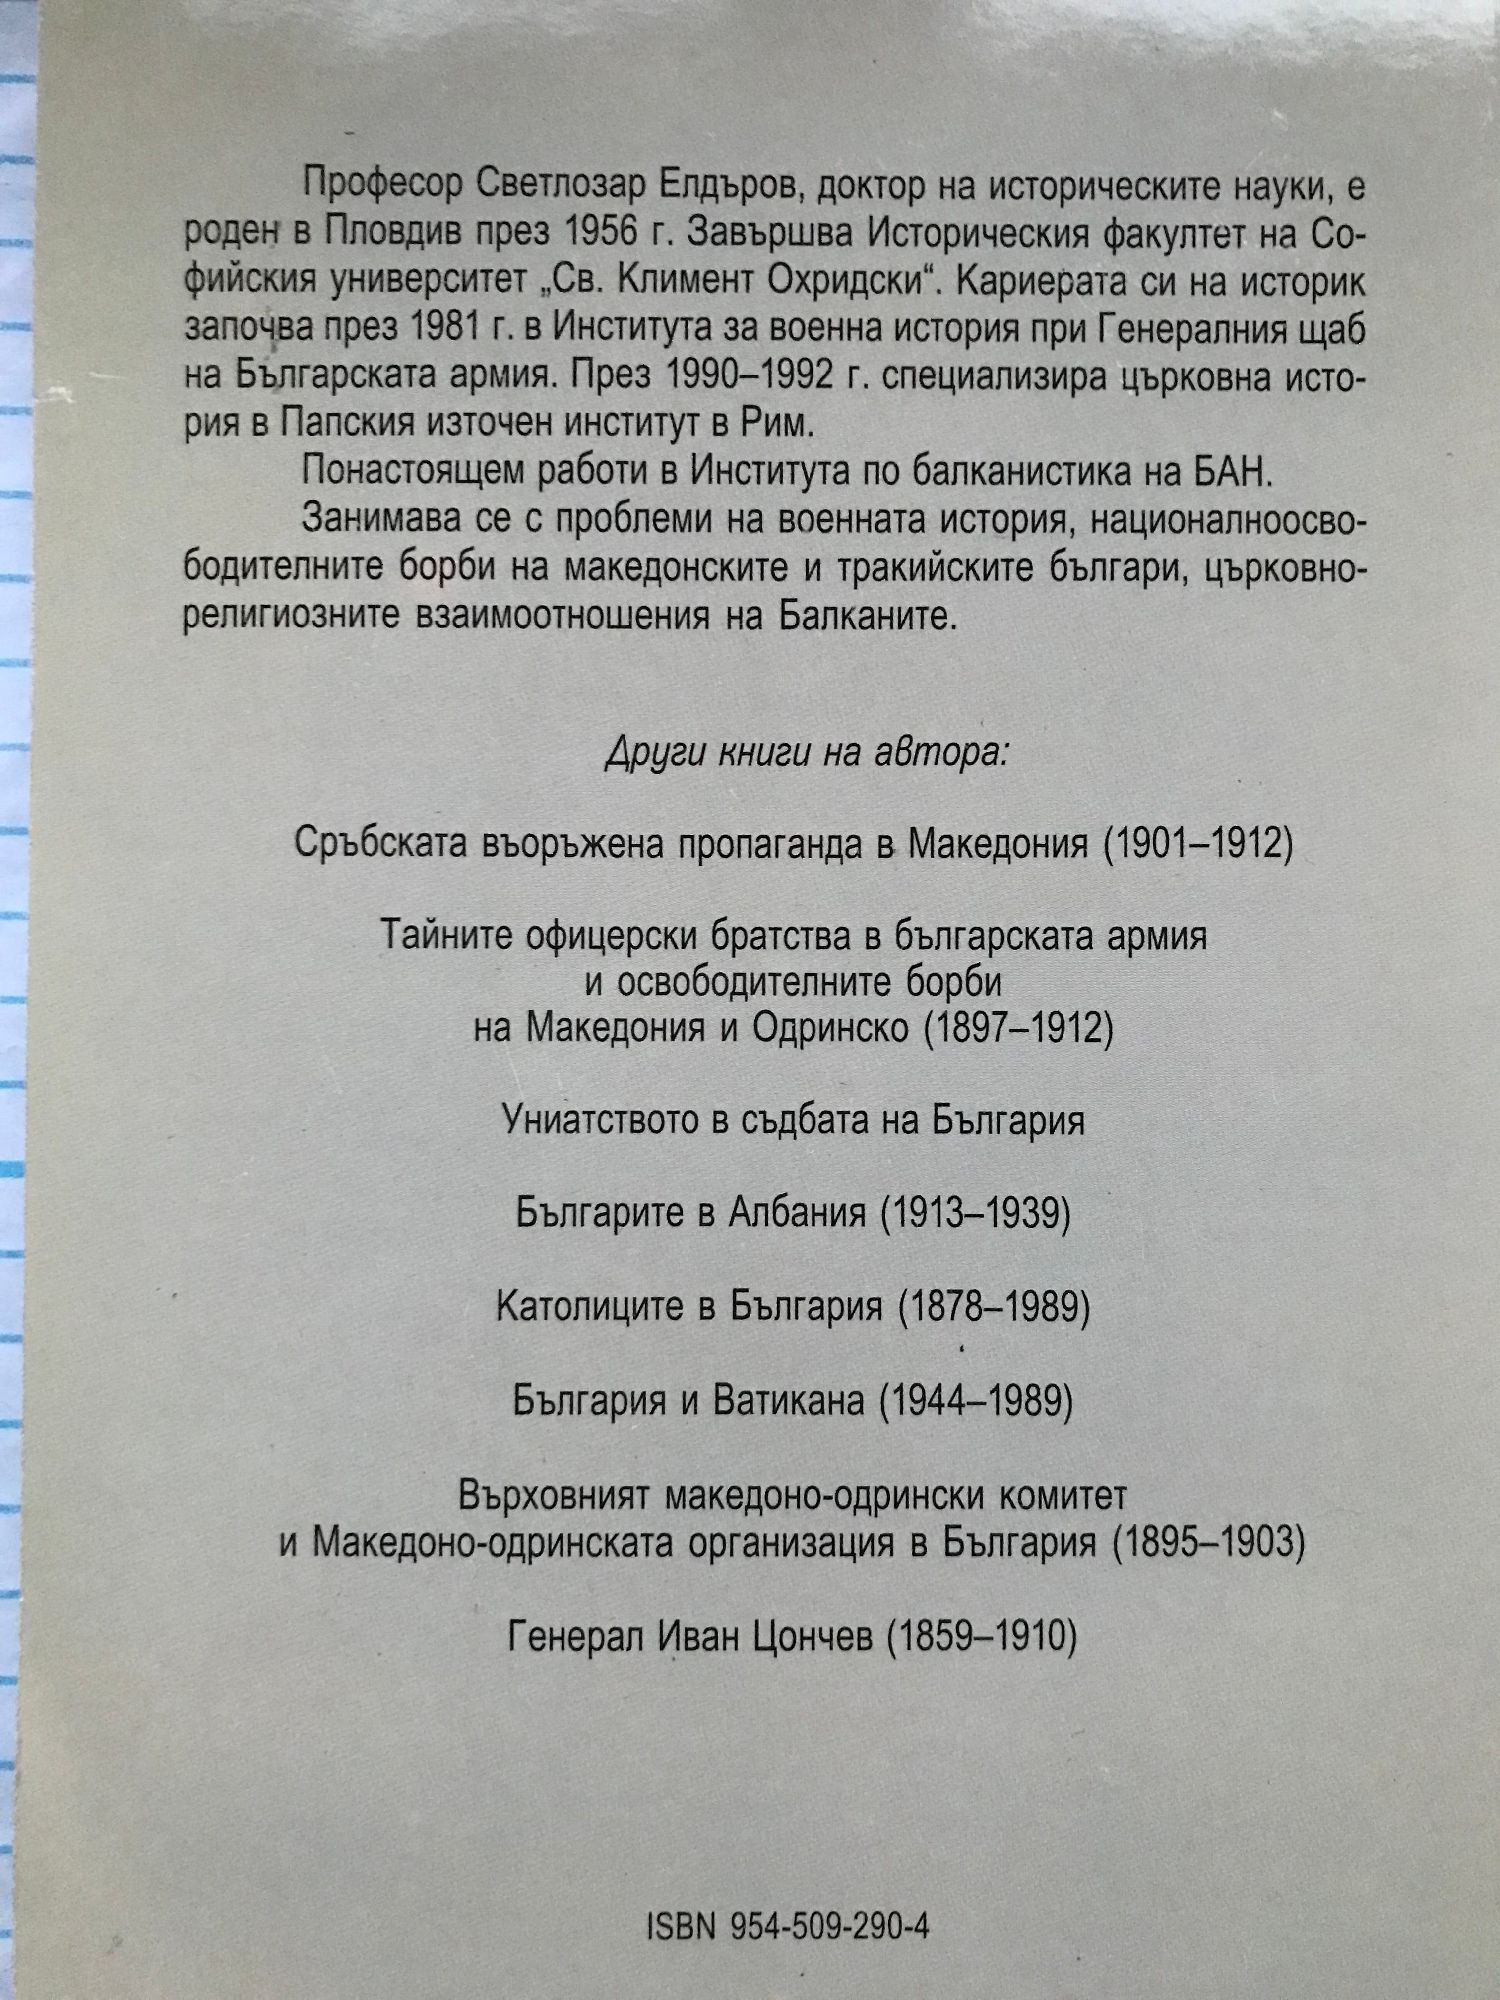 Професор Светлозар Елдъров, доктор на историческите науки, е
роден в Пловдив през 1956 г. Завършва Историческия факултет на Со-
фийския университет „Св. Климент Охридски“. Кариерата си на историк
започва през 1981 г. в Института за военна история при Генералния щаб
на Българската армия. През 1990–1992 г. специализира църковна исто-
рия в Папския източен институт в Рим.
Понастоящем работи в Института по балканистика на БАН.
Занимава се с проблеми на военната история, националноосво-
бодителните борби на македонските и тракийските българи, църковно-
религиозните взаимоотношения на Балканите.
Други книги на автора:
Сръбската въоръжена пропаганда в Македония (1901–1912)
Тайните офицерски братства в българската армия
и освободителните борби
на Македония и Одринско (1897–1912)
Униатството в съдбата на България
Българите в Албания (1913–1939)
Католиците в България (1878–1989)
България и Ватикана (1944–1989)
Върховният македоно-одрински комитет
и Македоно-одринската организация в България (1895–1903)
Генерал Иван Цончев (1859–1910)
ISBN 954-509-290-4